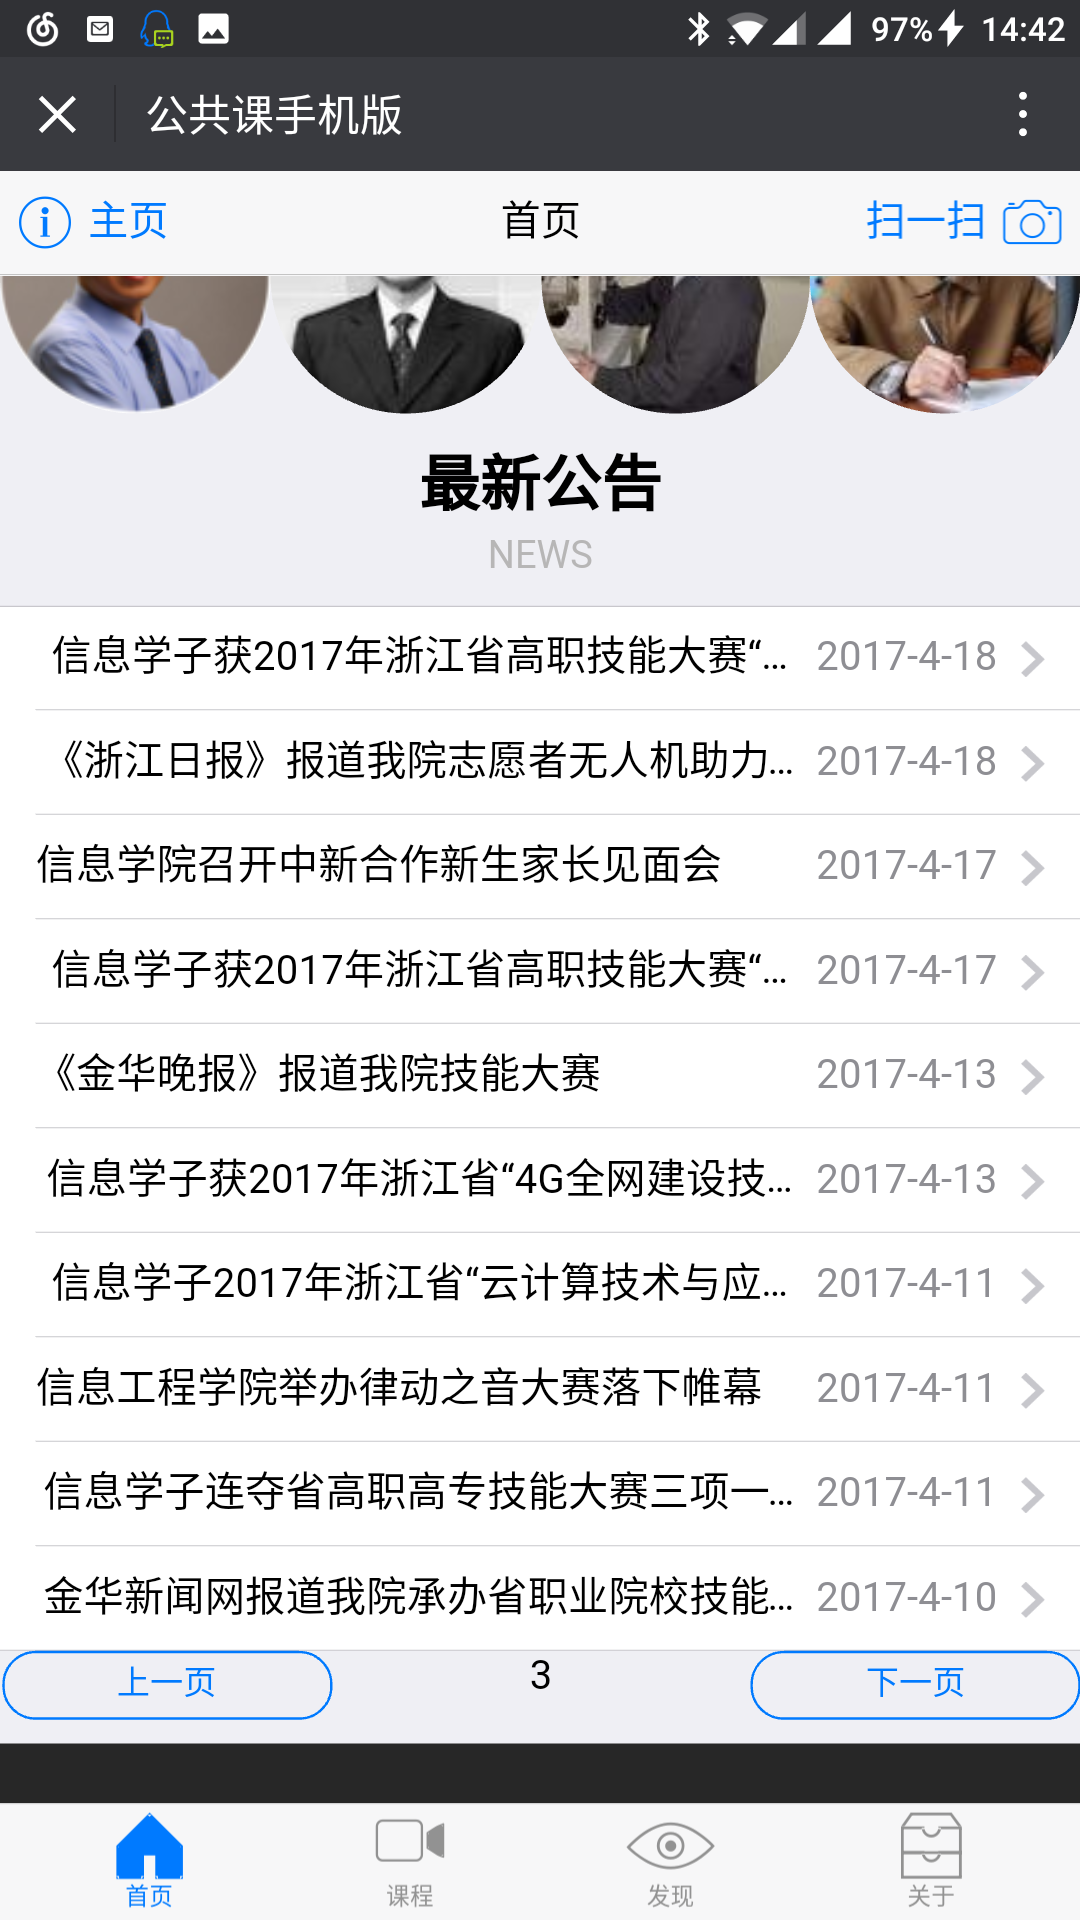 97% 14:42
公共课手机版
主页 首页 扫一扫
最新公告
NEWS
信息学子获2017年浙江省高职技能大赛“... 2017-4-18
《浙江日报》报道我院志愿者无人机助力... 2017-4-18
信息学院召开中新合作新生家长见面会 2017-4-17
信息学子获2017年浙江省高职技能大赛“... 2017-4-17
《金华晚报》报道我院技能大赛 2017-4-13
信息学子获2017年浙江省“4G全网建设技... 2017-4-13
信息学子2017年浙江省“云计算技术与应... 2017-4-11
信息工程学院举办律动之音大赛落下帷幕 2017-4-11
信息学子连夺省高职高专技能大赛三项一... 2017-4-11
金华新闻网报道我院承办省职业院校技能... 2017-4-10
上一页 3 下一页
首页 课程 发现 关于